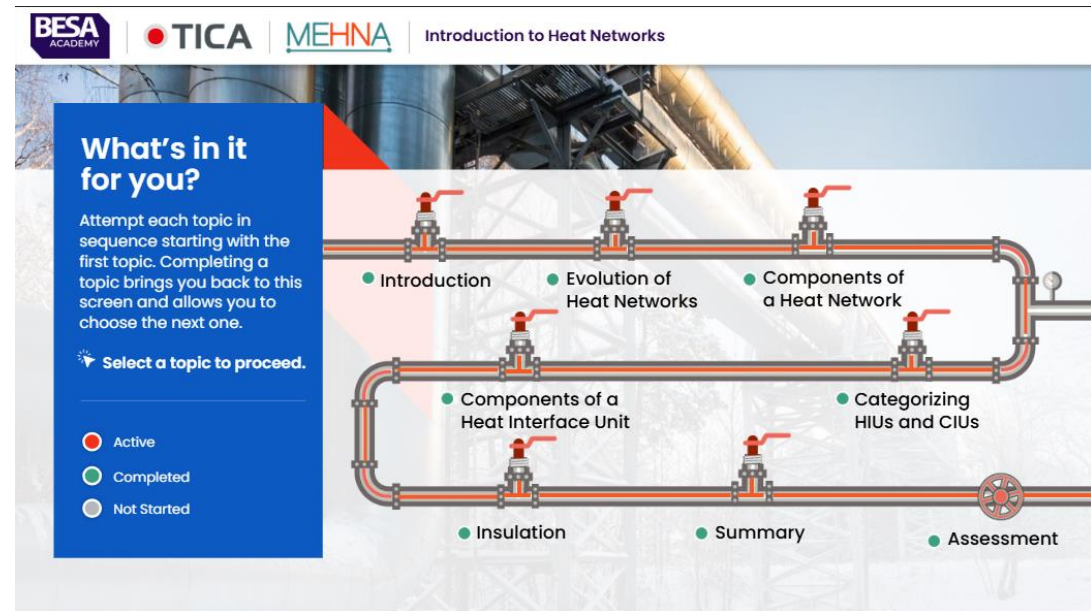 BESA
ACADEMY
TICA
MEHNA
Introduction to Heat Networks
What's in it
for you?
Attempt each topic in
sequence starting with the
first topic. Completing a
topic brings you back to this
screen and allows you to
choose the next one.
Select a topic to proceed.
Active
Completed
Not Started
Introduction
Evolution of
Heat Networks
Components of
a Heat Network
Components of a
Heat Interface Unit
Categorizing
HIUs and CIUs
Insulation
Summary
Assessment